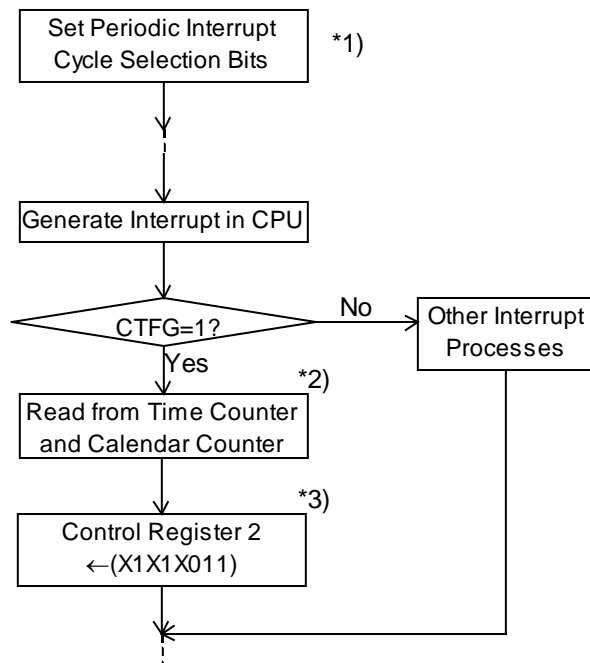 Set Periodic Interrupt
Cycle Selection Bits
*1)
Generate Interrupt in CPU
CTFG=1?
No
Other Interrupt
Processes
Yes
*2)
Read from Time Counter
and Calendar Counter
*3)
Control Register 2
←(X1X1X011)